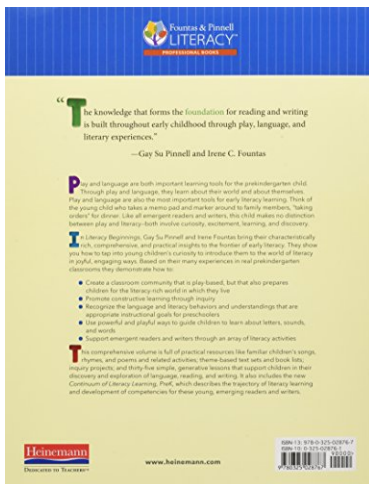 Fountas & Pinnell
LITERACY™
PROFESSIONAL BOOKS
“The knowledge that forms the foundation for reading and writing
is built throughout early childhood through play, language, and
literary experiences.”
—Gay Su Pinnell and Irene C. Fountas
Play and language are both important learning tools for the prekindergarten child.
Through play and language, they learn about their world and about themselves.
Play and language are also the most important tools for early literacy learning. Think of
the young child who takes a memo pad and marker around to family members, “taking
orders” for dinner. Like all emergent readers and writers, this child makes no distinction
between play and literacy—both involve curiosity, excitement, learning, and discovery.
In Literacy Beginnings, Gay Su Pinnell and Irene Fountas bring their characteristically
rich, comprehensive, and practical insights to the frontier of early literacy. They show
you how to tap into young children's curiosity to introduce them to the world of literacy
in joyful, engaging ways. Based on their many experiences in real prekindergarten
classrooms they demonstrate how to:
● Create a classroom community that is play-based, but that also prepares
children for the literacy-rich world in which they live
● Promote constructive learning through inquiry
● Recognize the language and literacy behaviors and understandings that are
appropriate instructional goals for preschoolers
● Use powerful and playful ways to guide children to learn about letters, sounds,
and words
● Support emergent readers and writers through an array of literacy activities
This comprehensive volume is full of practical resources like familiar children's songs,
rhymes, and poems and related activities; theme-based text sets and book lists;
inquiry projects; and thirty-five simple, generative lessons that support children in their
discovery and exploration of language, reading, and writing. It also includes the new
Continuum of Literacy Learning, PreK, which describes the trajectory of literacy learning
and development of competencies for these young, emerging readers and writers.
Heinemann
DEDICATED TO TEACHERS™
www.heinemann.com
ISBN-13: 978-0-325-02876-7
ISBN-10: 0-325-02876-1
90000
9 780325 028767